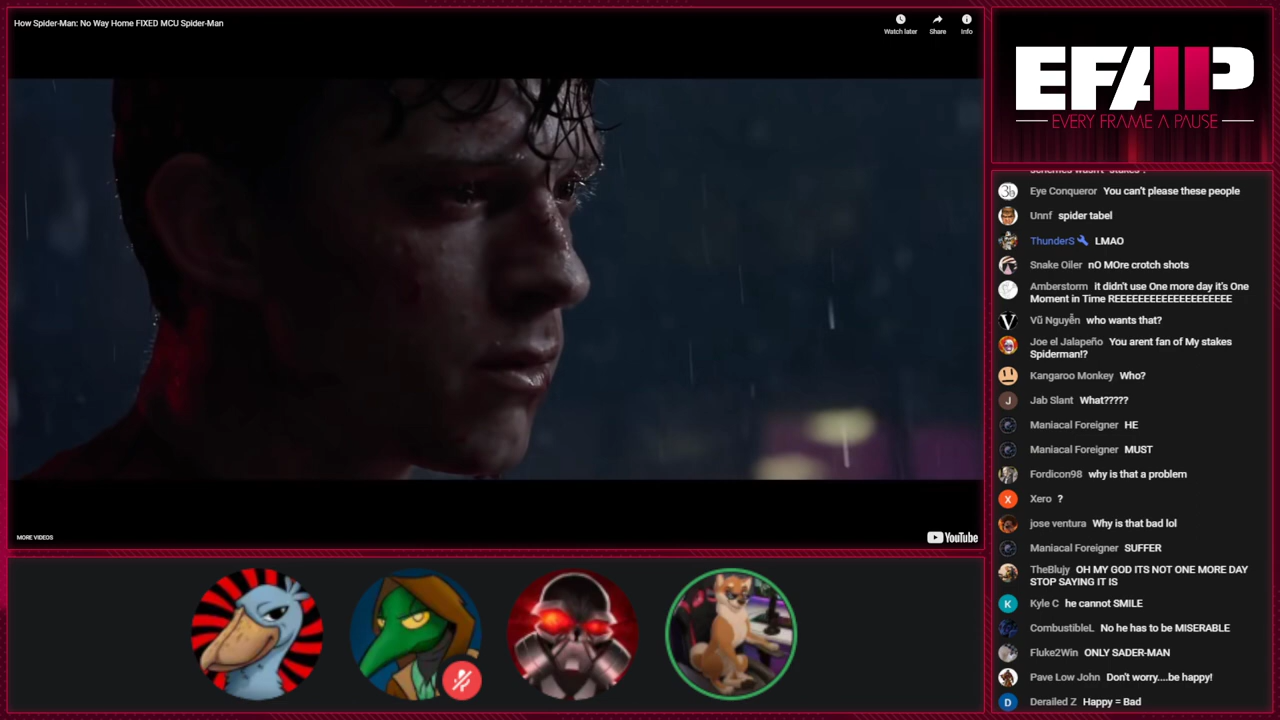 How Spider-Man: No Way Home FIXED MCU Spider-Man
Watch later
Share
Info
MORE VIDEOS
YouTube
EFAP
EVERY FRAME A PAUSE
Eye Conqueror You can't please these people
Unnf spider tabel
ThunderS LMAO
Snake Oiler nO MOre crotch shots
Amberstorm it didn't use One more day it's One
Moment in Time REEEEEEEEEEEEEEEEEEEE
Vũ Nguyễn who wants that?
Joe el Jalapeño You arent fan of My stakes
Spiderman!?
Kangaroo Monkey Who?
J
Jab Slant What?????
Maniacal Foreigner HE
Maniacal Foreigner MUST
Fordicon98 why is that a problem
X
Xero ?
jose ventura Why is that bad lol
Maniacal Foreigner SUFFER
TheBlujy OH MY GOD ITS NOT ONE MORE DAY
STOP SAYING IT IS
K
Kyle C he cannot SMILE
CombustibleL No he has to be MISERABLE
Fluke2Win ONLY SADER-MAN
Pave Low John Don't worry....be happy!
D
Derailed Z Happy = Bad